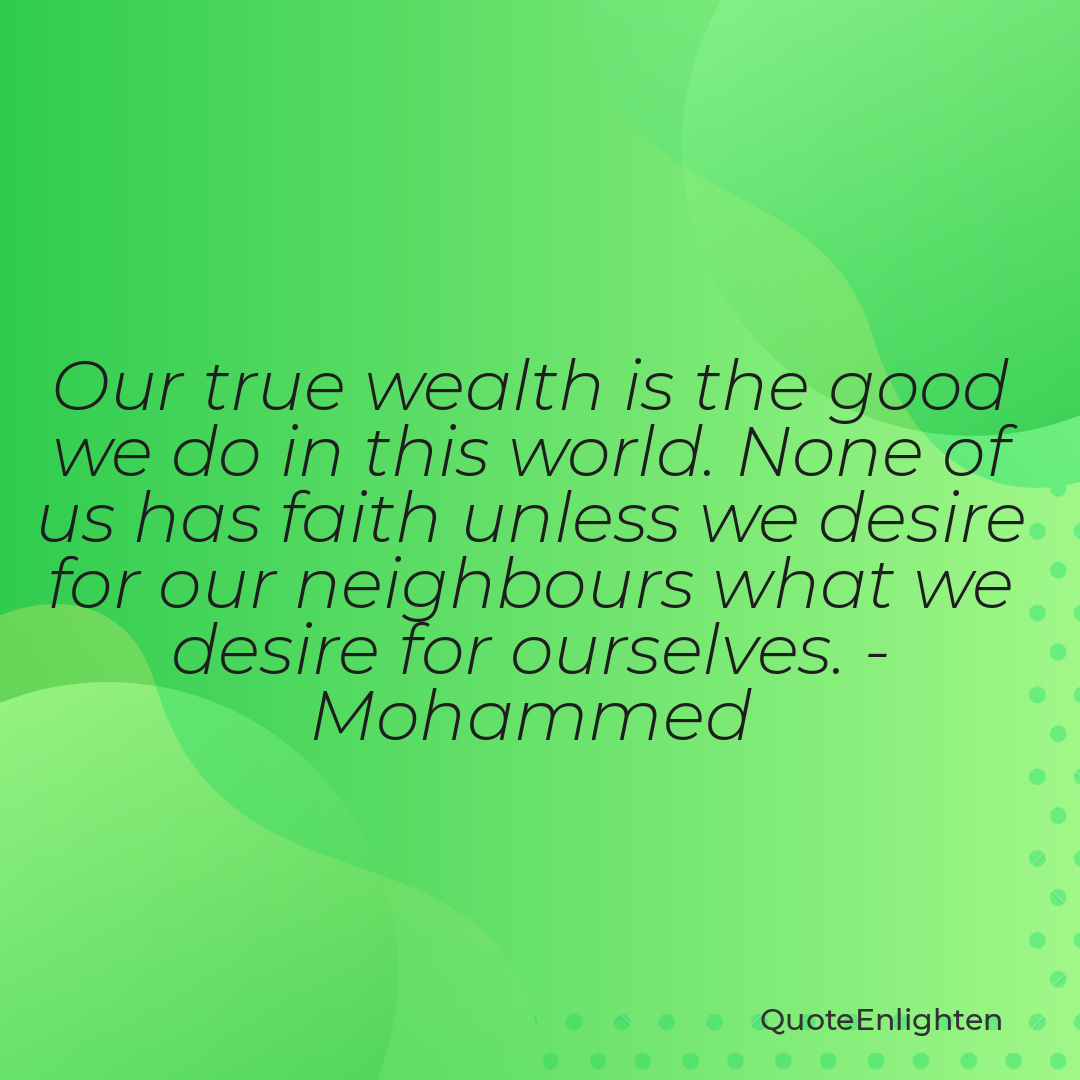 Our true wealth is the good
we do in this world. None of
us has faith unless we desire
for our neighbours what we
desire for ourselves. -
Mohammed
QuoteEnlighten